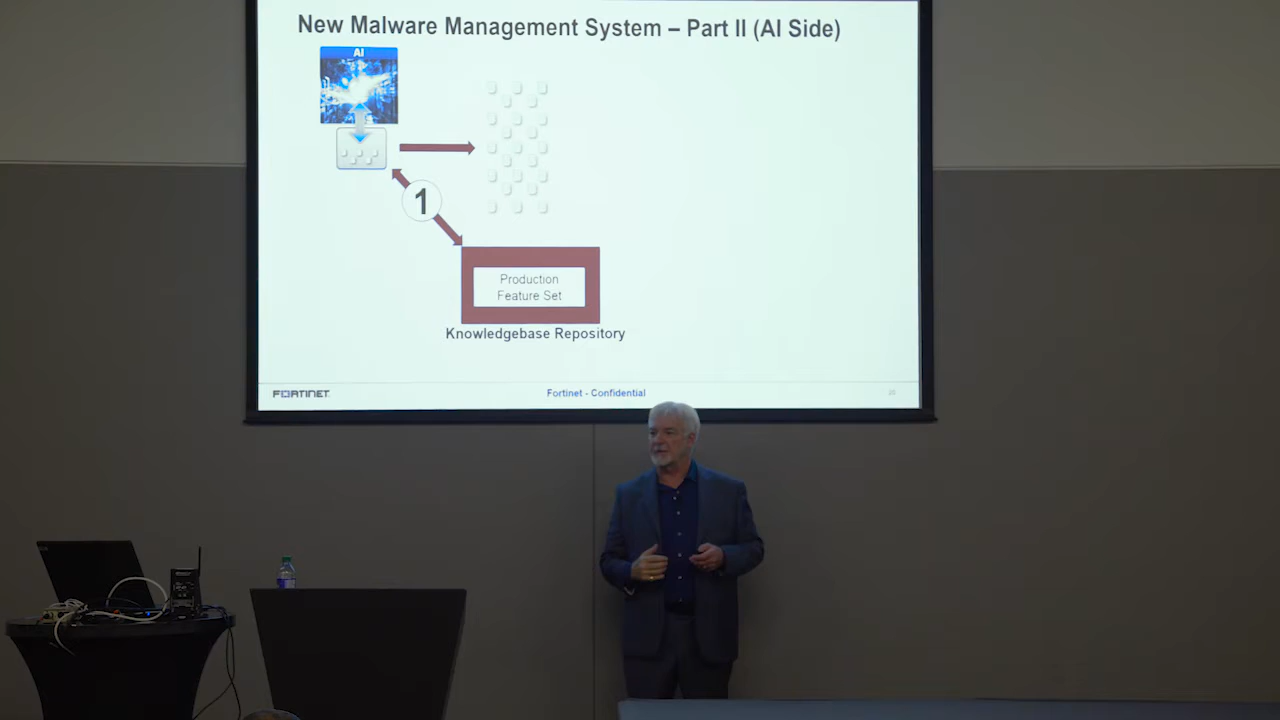 New Malware Management System – Part II (AI Side)
AI
1
Production
Feature Set
Knowledgebase Repository
FORTINET
Fortinet - Confidential